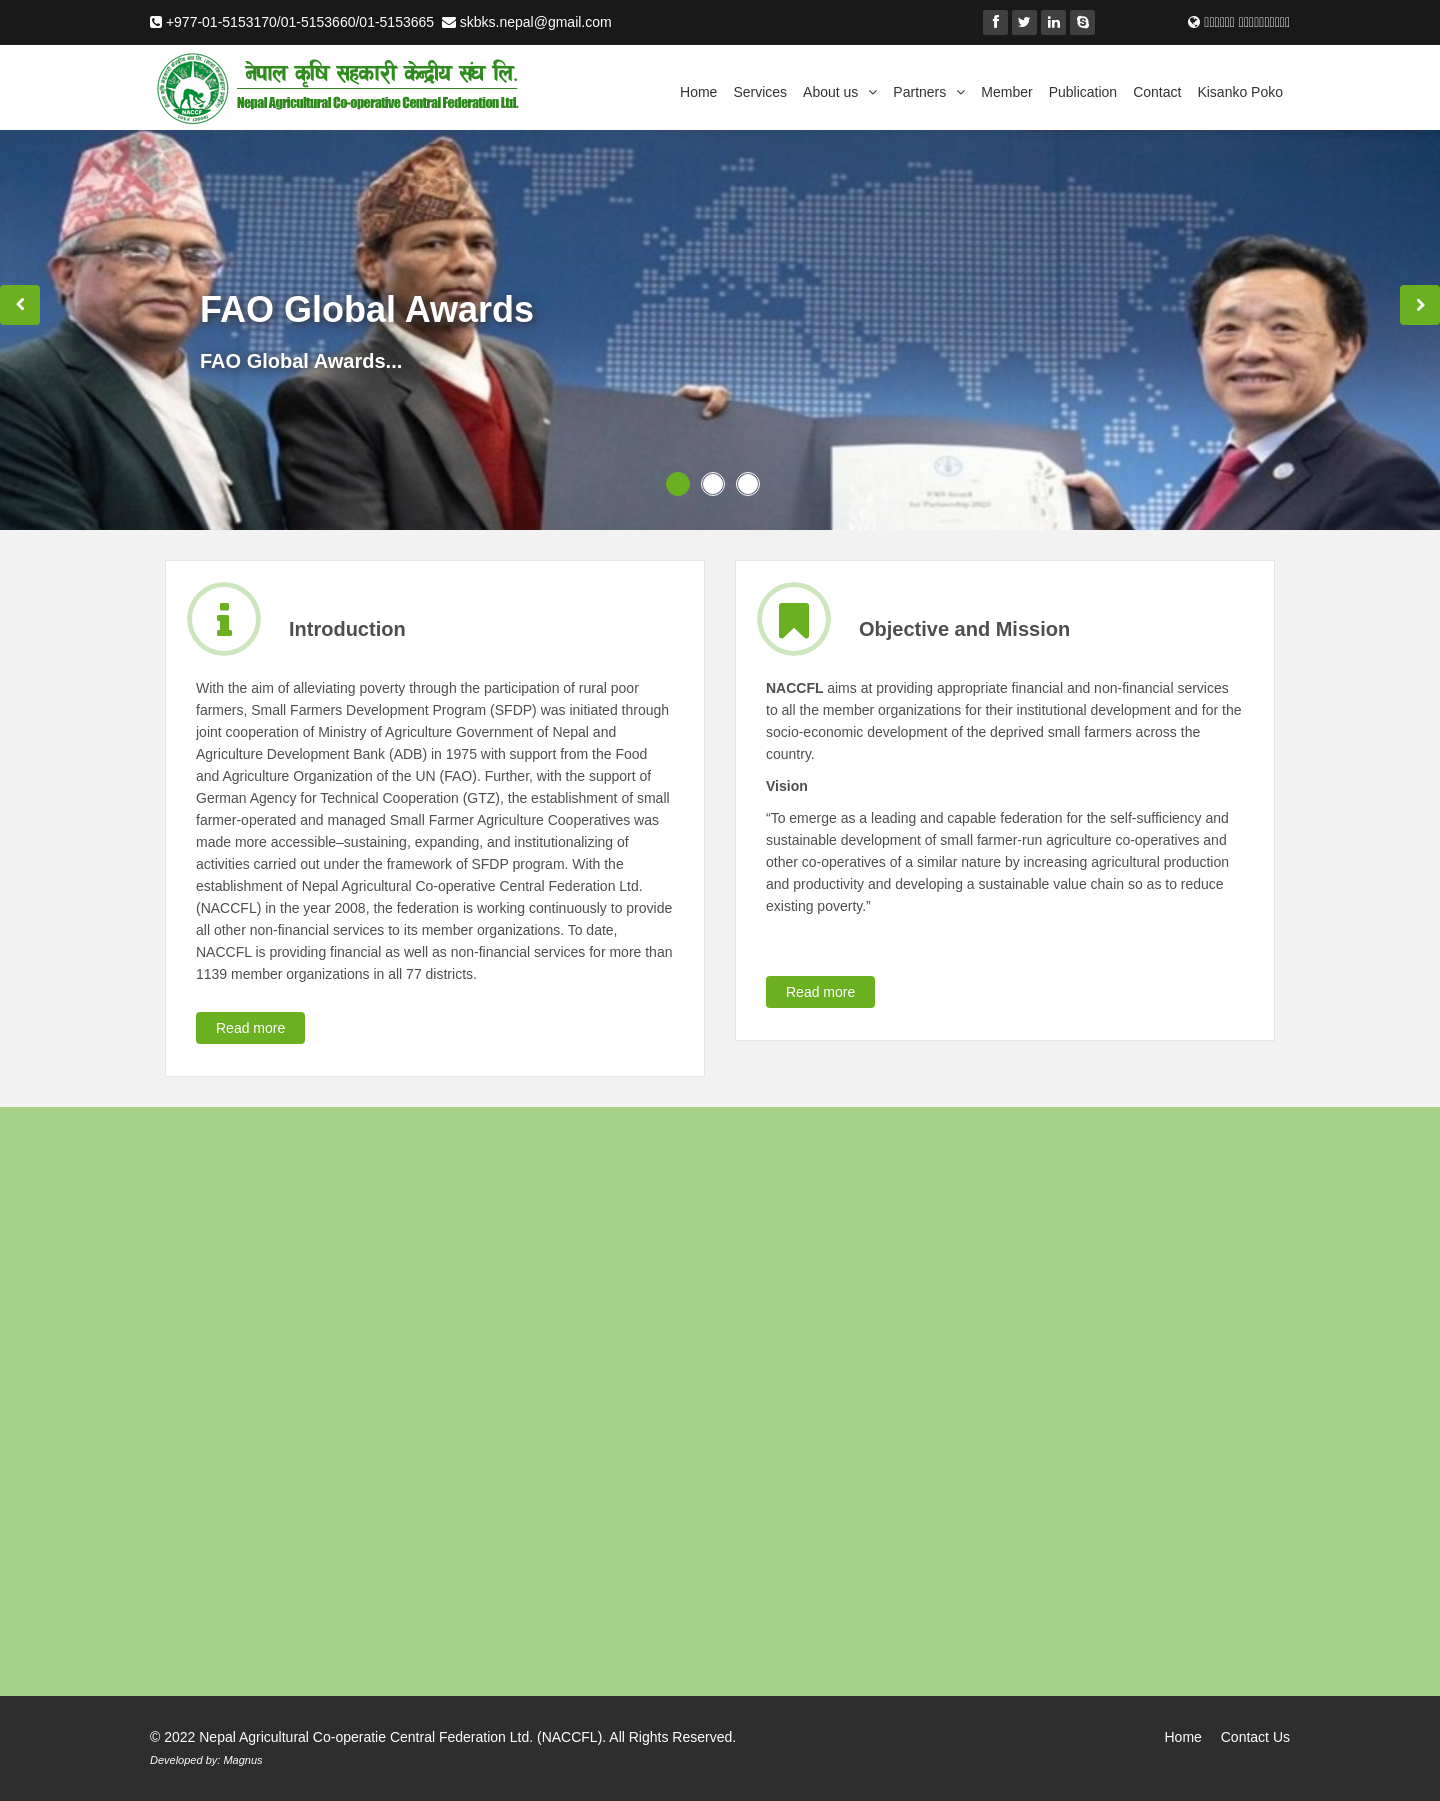 +977-01-5153170/01-5153660/01-5153665 skbks.nepal@gmail.com
नेपाल कृषि सहकारी केन्द्रीय संघ लि.
Nepal Agricultural Co-operative Central Federation Ltd.
NACCF
Home Services About us Partners Member Publication Contact Kisanko Poko
FAO Global Awards
FAO Global Awards...
Introduction
With the aim of alleviating poverty through the participation of rural poor
farmers, Small Farmers Development Program (SFDP) was initiated through
joint cooperation of Ministry of Agriculture Government of Nepal and
Agriculture Development Bank (ADB) in 1975 with support from the Food
and Agriculture Organization of the UN (FAO). Further, with the support of
German Agency for Technical Cooperation (GTZ), the establishment of small
farmer-operated and managed Small Farmer Agriculture Cooperatives was
made more accessible–sustaining, expanding, and institutionalizing of
activities carried out under the framework of SFDP program. With the
establishment of Nepal Agricultural Co-operative Central Federation Ltd.
(NACCFL) in the year 2008, the federation is working continuously to provide
all other non-financial services to its member organizations. To date,
NACCFL is providing financial as well as non-financial services for more than
1139 member organizations in all 77 districts.
Read more
Objective and Mission
NACCFL aims at providing appropriate financial and non-financial services
to all the member organizations for their institutional development and for the
socio-economic development of the deprived small farmers across the
country.
Vision
“To emerge as a leading and capable federation for the self-sufficiency and
sustainable development of small farmer-run agriculture co-operatives and
other co-operatives of a similar nature by increasing agricultural production
and productivity and developing a sustainable value chain so as to reduce
existing poverty.”
Read more
© 2022 Nepal Agricultural Co-operatie Central Federation Ltd. (NACCFL). All Rights Reserved.
Home Contact Us
Developed by: Magnus